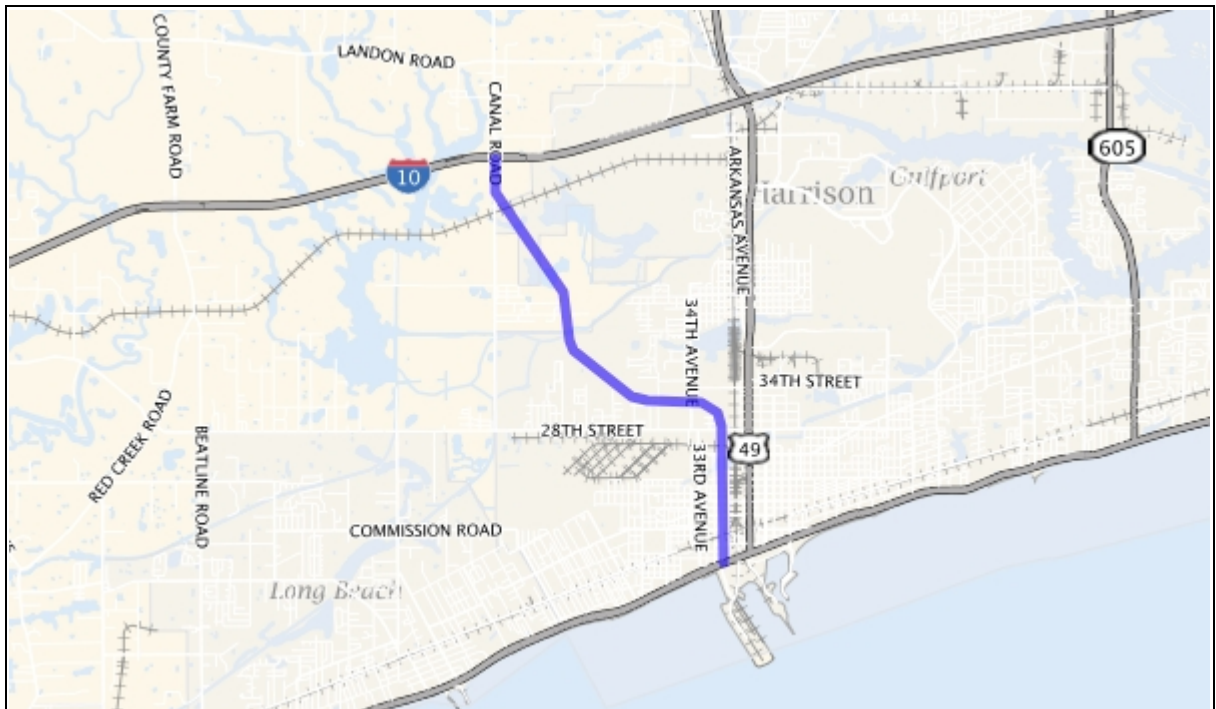 COUNTY FARM ROAD
LANDON ROAD
CANAL ROAD
10
605
ARKANSAS AVENUE
Harrison
Gulfport
34TH AVENUE
34TH STREET
RED CREEK ROAD
BEATLINE ROAD
28TH STREET
33RD AVENUE
49
COMMISSION ROAD
Long Beach